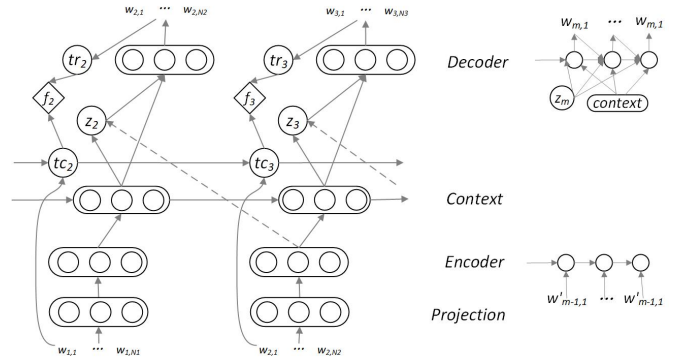 w2,1 ... w2,N2
w3,1 ... w3,N3
wm,1 ... wm,1
tr2
tr3
Decoder
f2
f3
zm
context
z2
z3
tc2
tc3
Context
Encoder
w'm-1,1 ... w'm-1,1
Projection
w1,1 ... w1,N1
w2,1 ... w2,N2